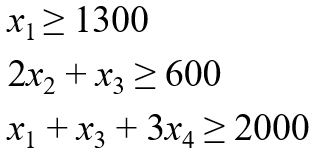 x₁ ≥ 1300
2x₂ + x₃ ≥ 600
x₁ + x₃ + 3x₄ ≥ 2000